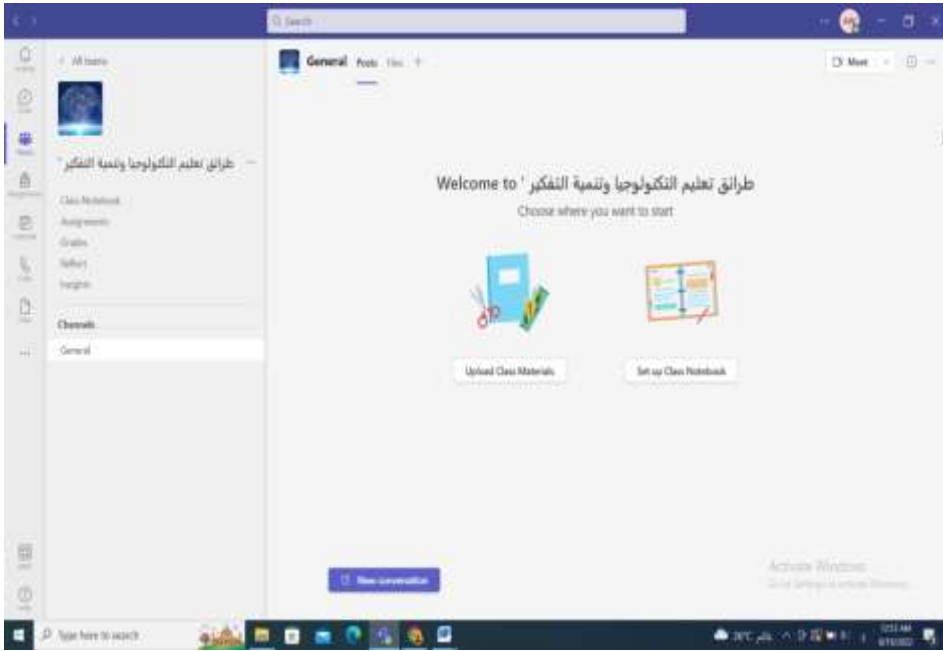 Search
All teams
طرائق تعليم التكنولوجيا وتنمية التفكير '
Class Notebook
Assignments
Grades
Reflect
Insights
Channels
General
General Posts Files +
Meet
Welcome to ' طرائق تعليم التكنولوجيا وتنمية التفكير
Choose where you want to start
Upload Class Materials
Set up Class Notebook
New conversation
Activate Windows
Type here to search